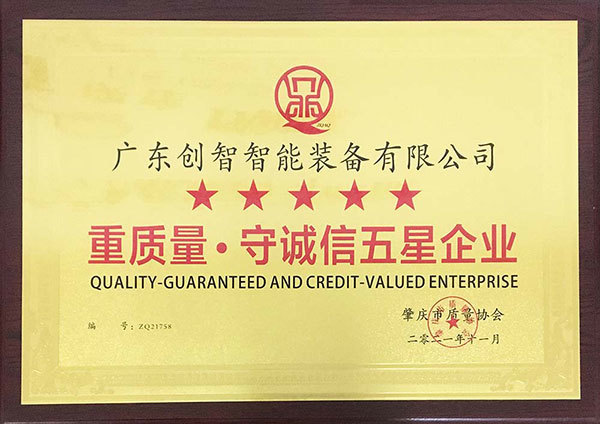 广东创智智能装备有限公司
重质量·守诚信五星企业
QUALITY-GUARANTEED AND CREDIT-VALUED ENTERPRISE
编 号：ZQ21758
肇庆市质量协会
二零二一年十一月